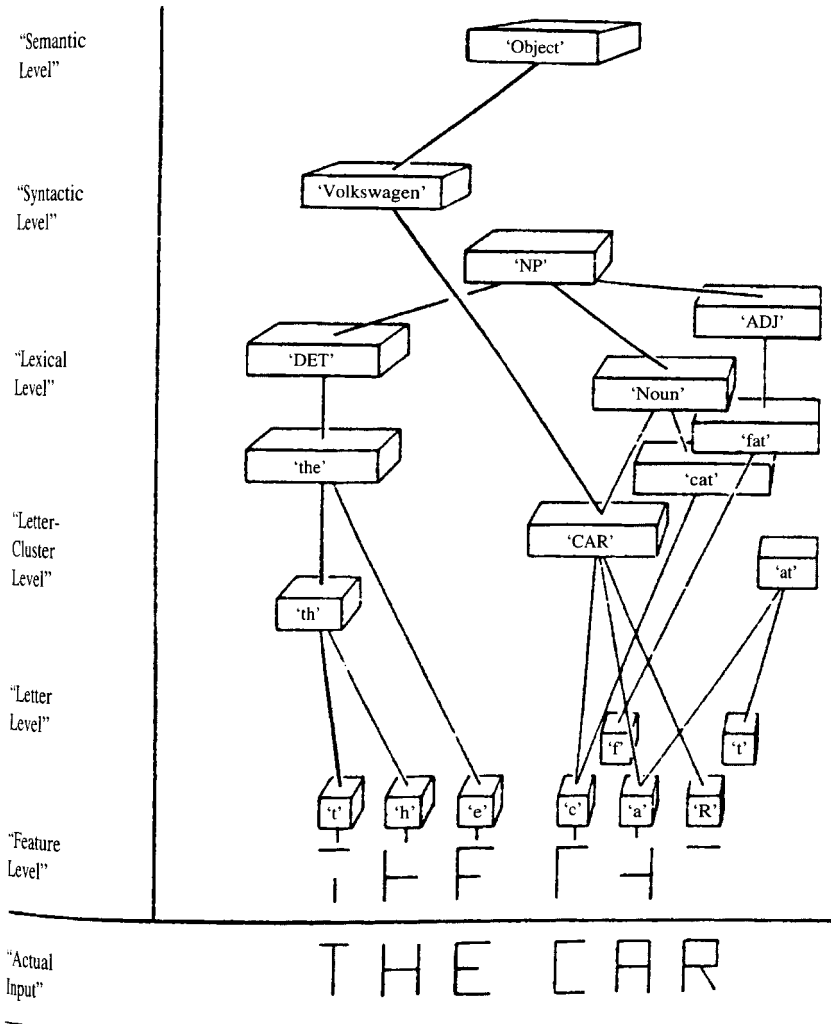 “Semantic
Level”
‘Object’
“Syntactic
Level”
‘Volkswagen’
‘NP’
‘ADJ’
“Lexical
Level”
‘DET’
‘Noun’
‘fat’
‘the’
‘cat’
“Letter-
Cluster
Level”
‘CAR’
‘at’
‘th’
“Letter
Level”
‘f’
‘t’
‘t’ ‘h’ ‘e’ ‘c’ ‘a’ ‘R’
“Feature
Level”
“Actual
Input”
THE CAR